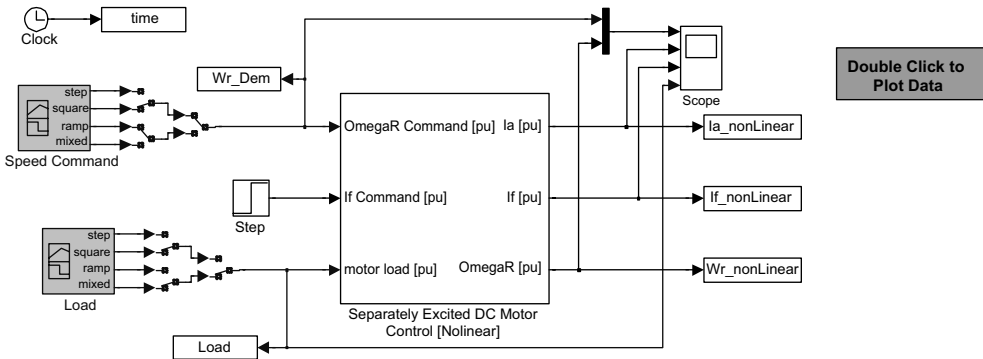 time
Clock
Wr_Dem
Double Click to
Plot Data
Scope
step
square
ramp
mixed
Speed Command
OmegaR Command [pu]
Ia [pu]
Ia_nonLinear
If Command [pu]
If [pu]
If_nonLinear
Step
step
square
ramp
mixed
Load
motor load [pu]
OmegaR [pu]
Wr_nonLinear
Separately Excited DC Motor
Control [Nolinear]
Load